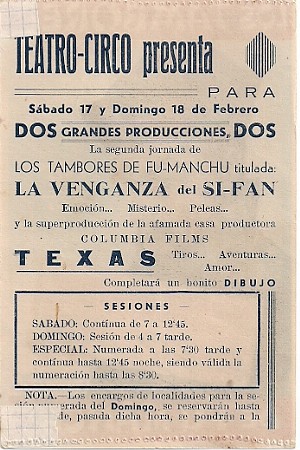 TEATRO-CIRCO presenta
PARA
Sábado 17 y Domingo 18 de Febrero
DOS GRANDES PRODUCCIONES, DOS
La segunda jornada de
LOS TAMBORES DE FU-MANCHU titulada:
LA VENGANZA del SI-FAN
Emoción... Misterio... Peleas...
y la superproducción de la afamada casa productora
COLUMBIA FILMS
TEXAS Tiros... Aventuras...
Amor...
Completará un bonito DIBUJO
SESIONES
SABADO: Contínua de 7 a 12'45.
DOMINGO: Sesión de 4 a 7 tarde.
ESPECIAL: Numerada a las 7'30 tarde y
contínua hasta 12'45 noche, siendo válida la
numeración hasta las 8'30.
NOTA.- Los encargos de localidades para la se-
sión numerada del Domingo, se reservarán hasta
de, pasada dicha hora, se pondrán a la